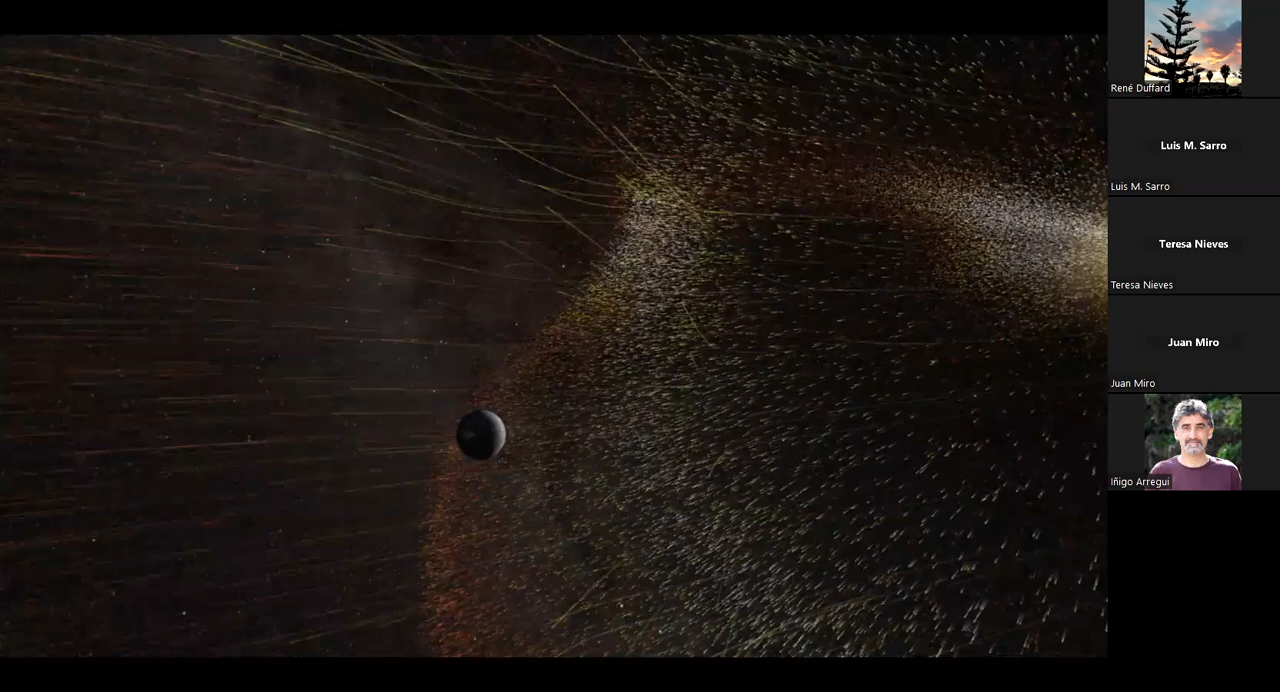 René Duffard
Luis M. Sarro
Luis M. Sarro
Teresa Nieves
Teresa Nieves
Juan Miro
Juan Miro
Iñigo Arregui